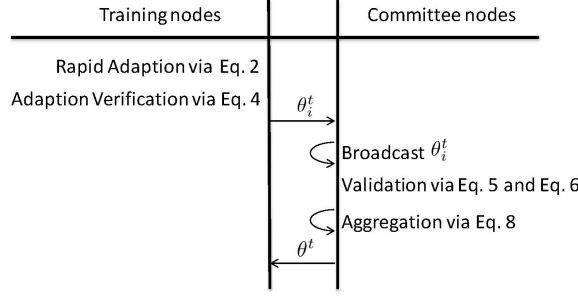 Training nodes
Committee nodes
Rapid Adaption via Eq. 2
Adaption Verification via Eq. 4
θ_i^t
Broadcast θ_i^t
Validation via Eq. 5 and Eq. 6
Aggregation via Eq. 8
θ^t